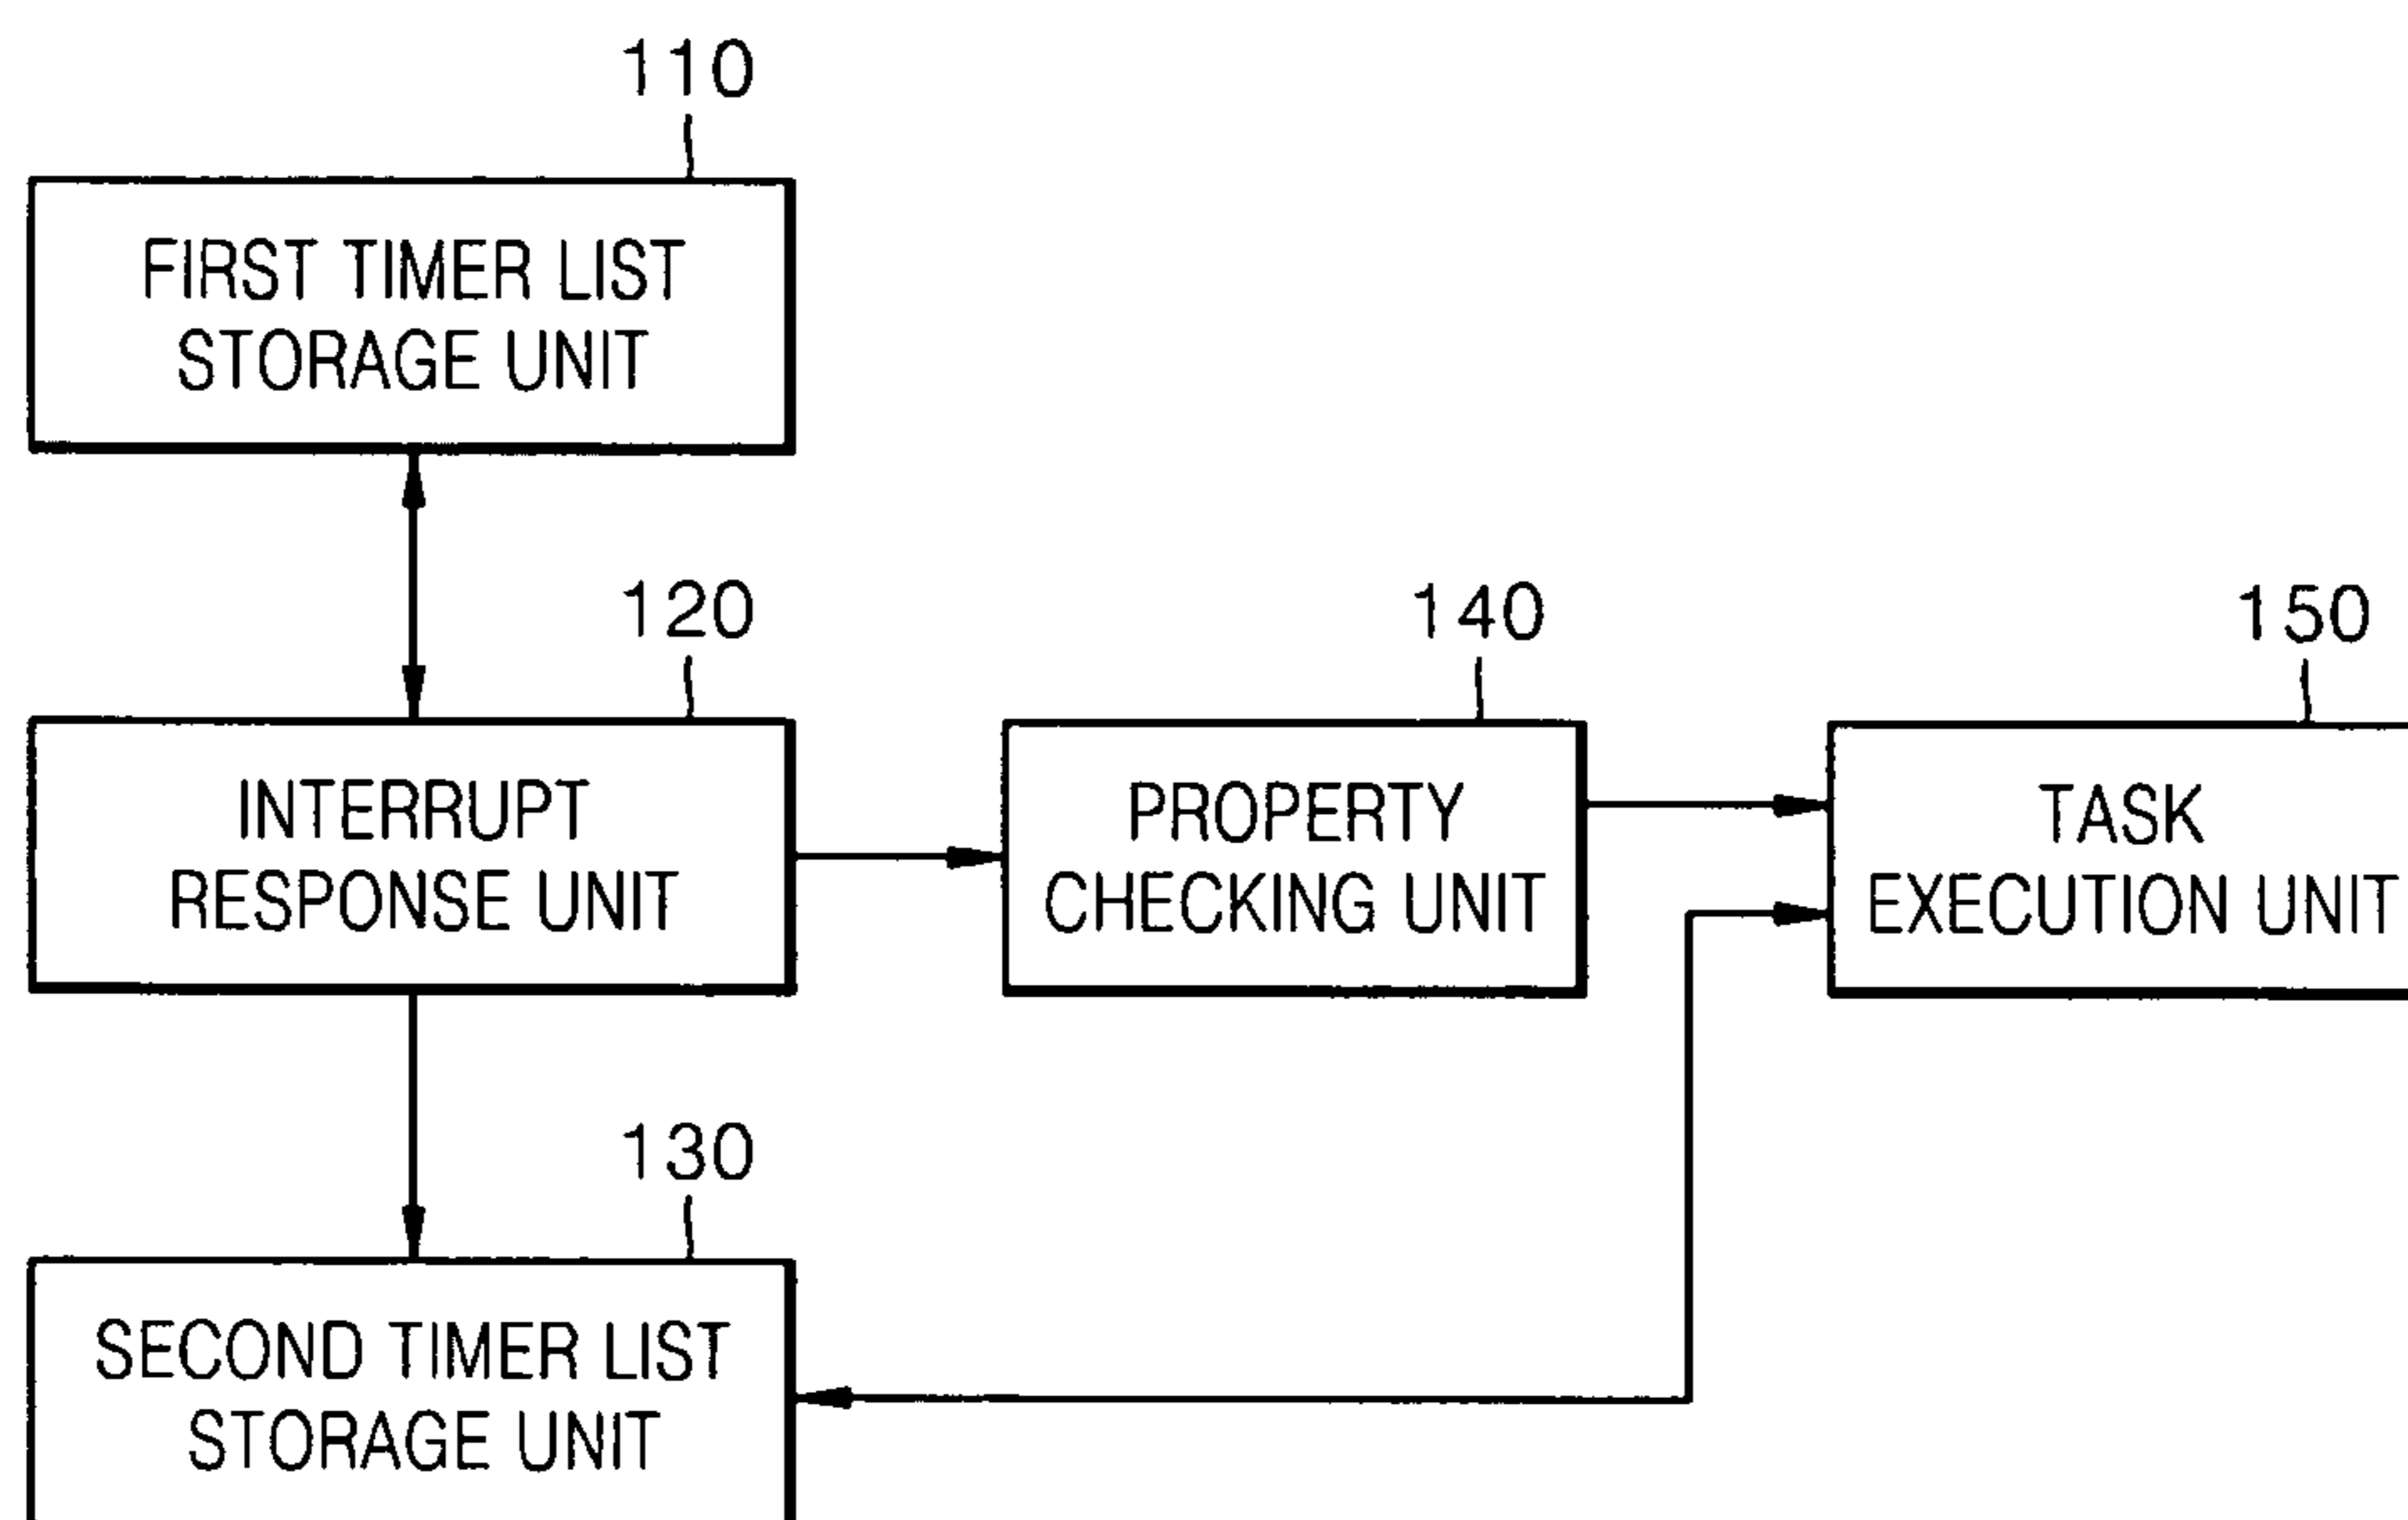 110
FIRST TIMER LIST
STORAGE UNIT
120
INTERRUPT
RESPONSE UNIT
140
PROPERTY
CHECKING UNIT
150
TASK
EXECUTION UNIT
130
SECOND TIMER LIST
STORAGE UNIT